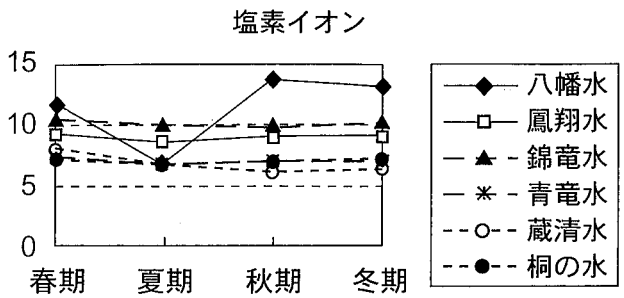 塩素イオン
15
10
5
0
春期 夏期 秋期 冬期
八幡水
鳳翔水
錦竜水
青竜水
蔵清水
桐の水